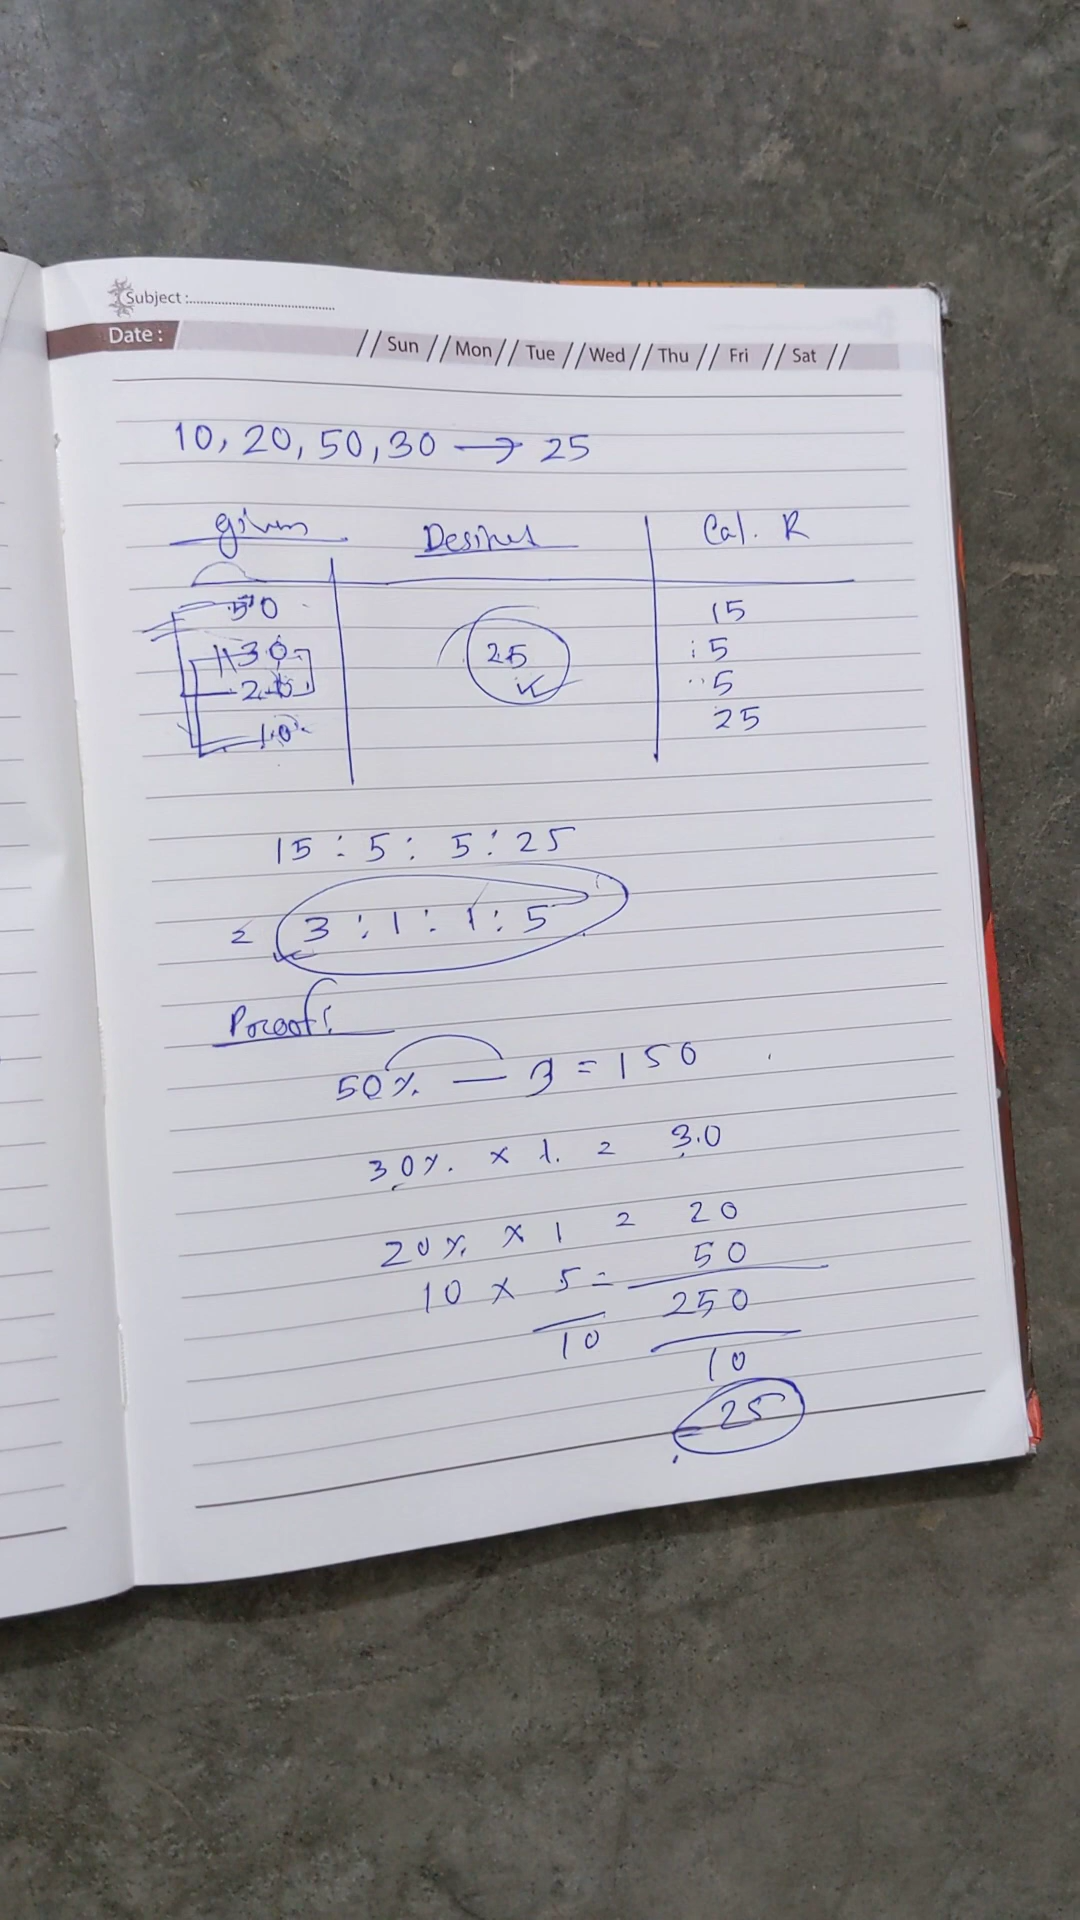 Subject :
Date : // Sun // Mon // Tue // Wed // Thu // Fri // Sat //
10, 20, 50, 30 → 25
given Desired Cal. R
50 15
30 25 : 5
20 5
10 25
15 : 5 : 5 : 25
= 3 : 1 : 1 : 5
Proof :
50% — 3 = 150
30% × 1 = 30
20% × 1 = 20
10 × 5 = 50
10 250
10
= 25